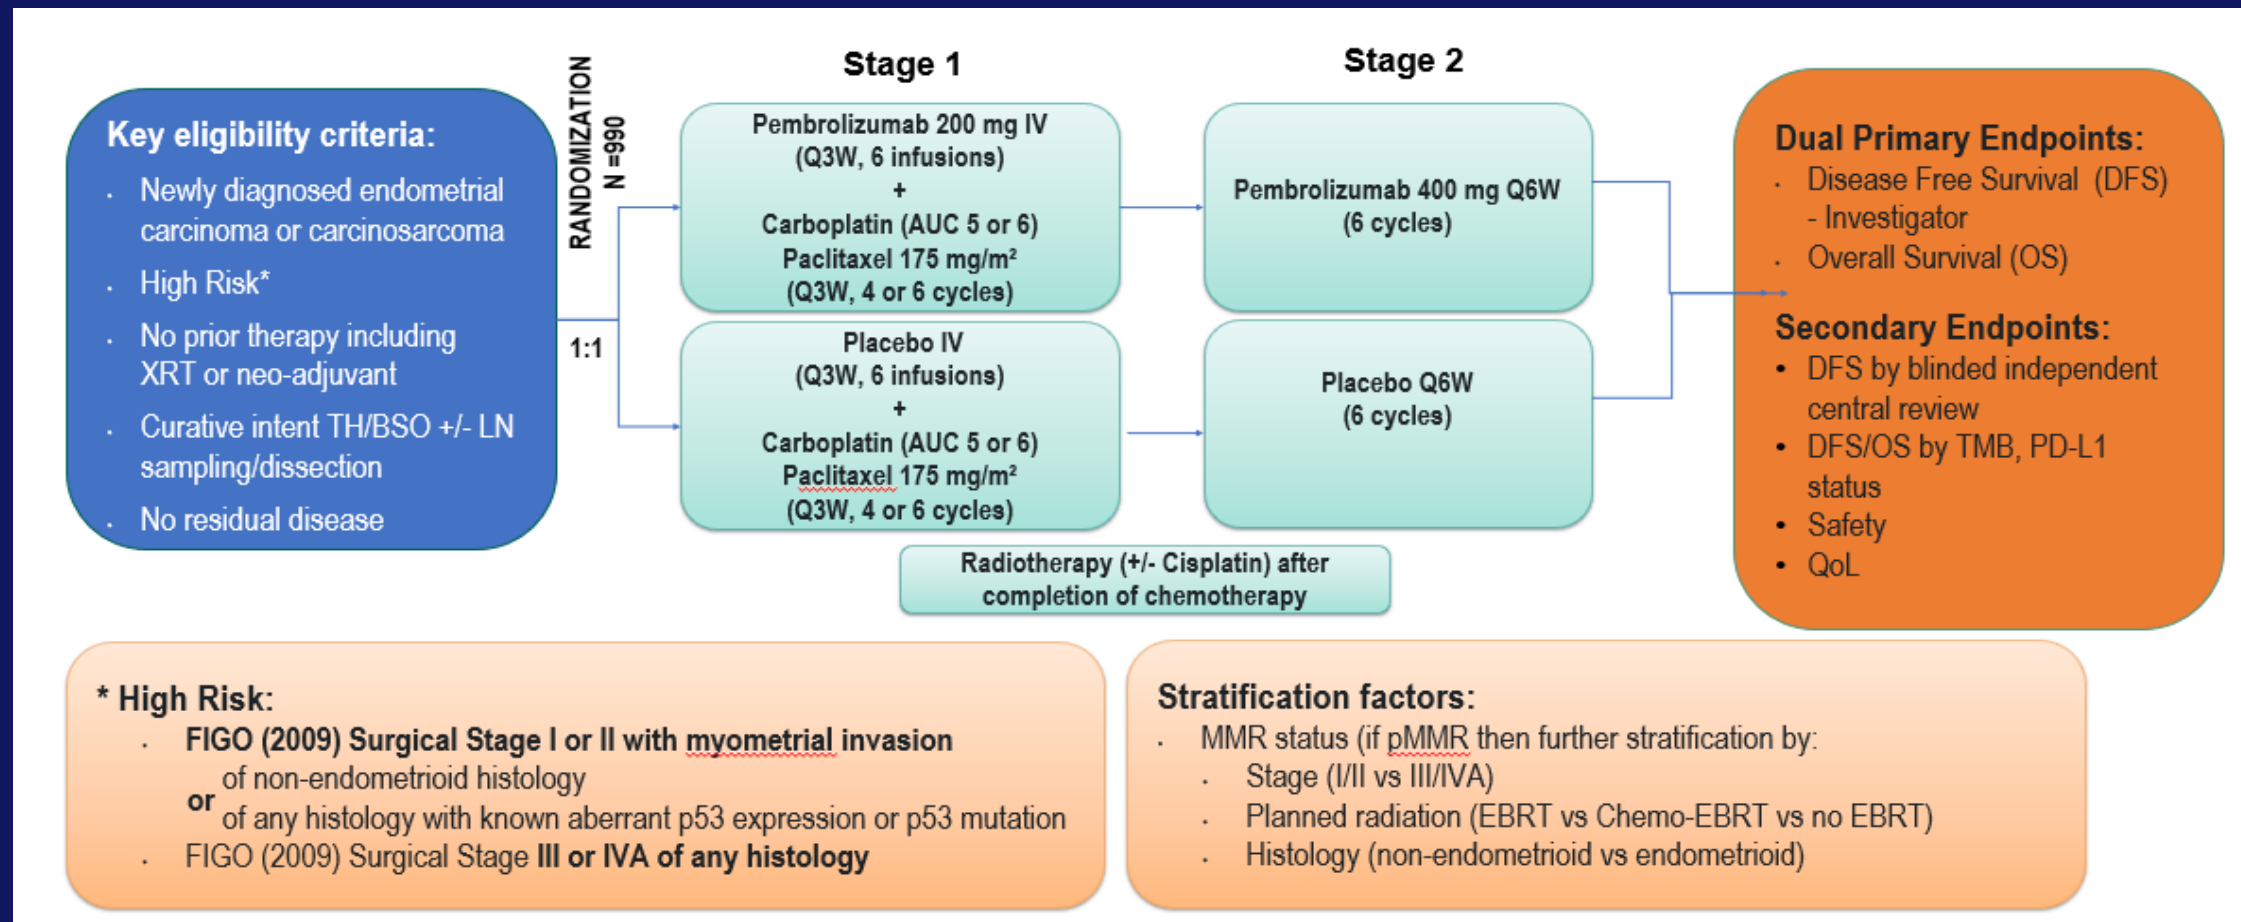 Key eligibility criteria:
· Newly diagnosed endometrial
carcinoma or carcinosarcoma
· High Risk*
· No prior therapy including
XRT or neo-adjuvant
· Curative intent TH/BSO +/- LN
sampling/dissection
· No residual disease
RANDOMIZATION
N =990
1:1
Stage 1
Pembrolizumab 200 mg IV
(Q3W, 6 infusions)
+
Carboplatin (AUC 5 or 6)
Paclitaxel 175 mg/m²
(Q3W, 4 or 6 cycles)
Placebo IV
(Q3W, 6 infusions)
+
Carboplatin (AUC 5 or 6)
Paclitaxel 175 mg/m²
(Q3W, 4 or 6 cycles)
Stage 2
Pembrolizumab 400 mg Q6W
(6 cycles)
Placebo Q6W
(6 cycles)
Radiotherapy (+/- Cisplatin) after
completion of chemotherapy
Dual Primary Endpoints:
· Disease Free Survival (DFS)
- Investigator
· Overall Survival (OS)
Secondary Endpoints:
• DFS by blinded independent
central review
• DFS/OS by TMB, PD-L1
status
• Safety
• QoL
* High Risk:
· FIGO (2009) Surgical Stage I or II with myometrial invasion
of non-endometrioid histology
or
of any histology with known aberrant p53 expression or p53 mutation
· FIGO (2009) Surgical Stage III or IVA of any histology
Stratification factors:
· MMR status (if pMMR then further stratification by:
· Stage (I/II vs III/IVA)
· Planned radiation (EBRT vs Chemo-EBRT vs no EBRT)
· Histology (non-endometrioid vs endometrioid)